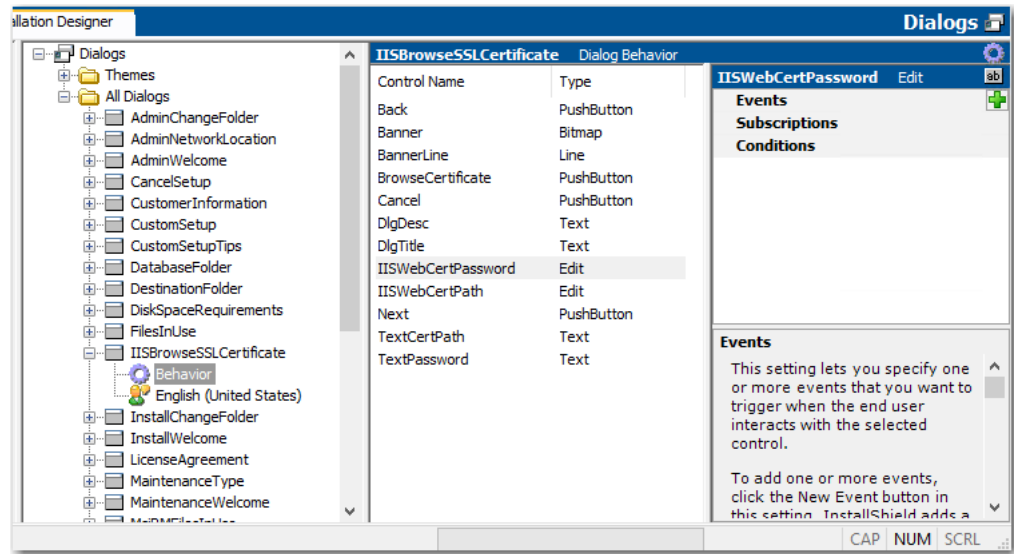 allation Designer
Dialogs
Dialogs
Themes
All Dialogs
AdminChangeFolder
AdminNetworkLocation
AdminWelcome
CancelSetup
CustomerInformation
CustomSetup
CustomSetupTips
DatabaseFolder
DestinationFolder
DiskSpaceRequirements
FilesInUse
IISBrowseSSLCertificate
Behavior
English (United States)
InstallChangeFolder
InstallWelcome
LicenseAgreement
MaintenanceType
MaintenanceWelcome
MsiRMFilesInUse
IISBrowseSSLCertificate Dialog Behavior
Control Name Type
Back PushButton
Banner Bitmap
BannerLine Line
BrowseCertificate PushButton
Cancel PushButton
DlgDesc Text
DlgTitle Text
IISWebCertPassword Edit
IISWebCertPath Edit
Next PushButton
TextCertPath Text
TextPassword Text
IISWebCertPassword Edit ab
Events
Subscriptions
Conditions
Events
This setting lets you specify one
or more events that you want to
trigger when the end user
interacts with the selected
control.
To add one or more events,
click the New Event button in
this setting. InstallShield adds a
CAP NUM SCRL